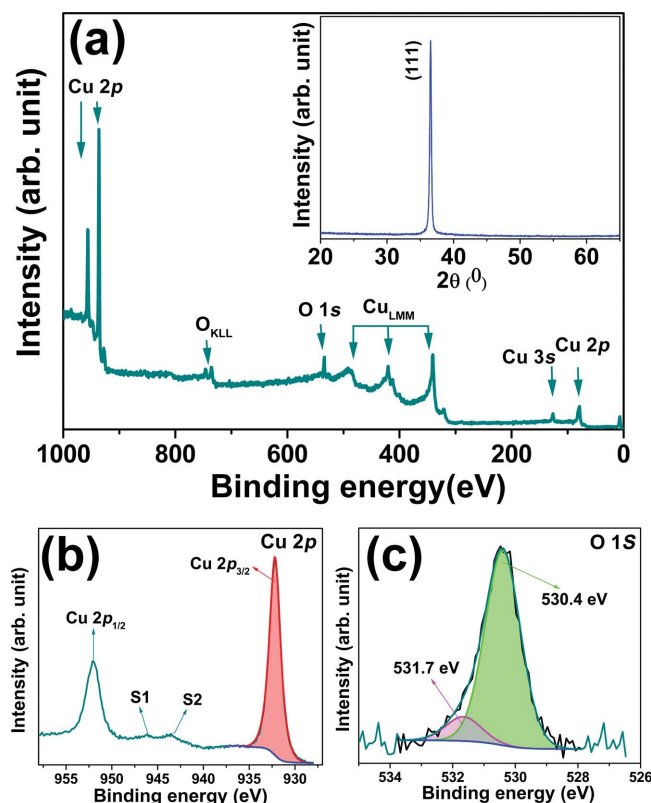 (a)
Cu 2p
O KLL
O 1s
Cu LMM
Cu 3s
Cu 2p
Intensity (arb. unit)
1000 800 600 400 200 0
Binding energy(eV)
(111)
Intensity (arb. unit)
20 30 40 50 60
2θ (⁰)
(b)
Cu 2p
Cu 2p3/2
Cu 2p1/2
S1
S2
Intensity (arb. unit)
955 950 945 940 935 930
Binding energy (eV)
(c)
O 1S
530.4 eV
531.7 eV
Intensity (arb. unit)
534 532 530 528 526
Binding energy (eV)